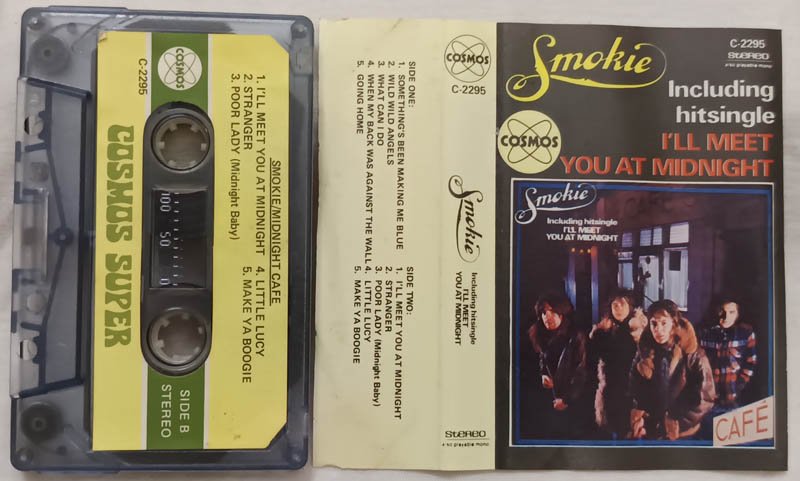 COSMOS
C-2295
SMOKIE/MIDNIGHT CAFE
1. I'LL MEET YOU AT MIDNIGHT
2. STRANGER
3. POOR LADY (Midnight Baby)
4. LITTLE LUCY
5. MAKE YA BOOGIE
100 50 0
COSMOS SUPER
SIDE B
STEREO
SIDE ONE:
1. SOMETHING'S BEEN MAKING ME BLUE
2. WILD WILD ANGELS
3. WHAT CAN I DO
4. WHEN MY BACK WAS AGAINST THE WALL
5. GOING HOME
SIDE TWO:
1. I'LL MEET YOU AT MIDNIGHT
2. STRANGER
3. POOR LADY (Midnight Baby)
4. LITTLE LUCY
5. MAKE YA BOOGIE
COSMOS
C-2295
Smokie
Including hitsingle
I'LL MEET
YOU AT MIDNIGHT
STEREO
playable mono
Smokie
C-2295
STEREO
playable mono
Including
hitsingle
COSMOS
I'LL MEET
YOU AT MIDNIGHT
Smokie
Including hitsingle
I'LL MEET
YOU AT MIDNIGHT
CAFÉ